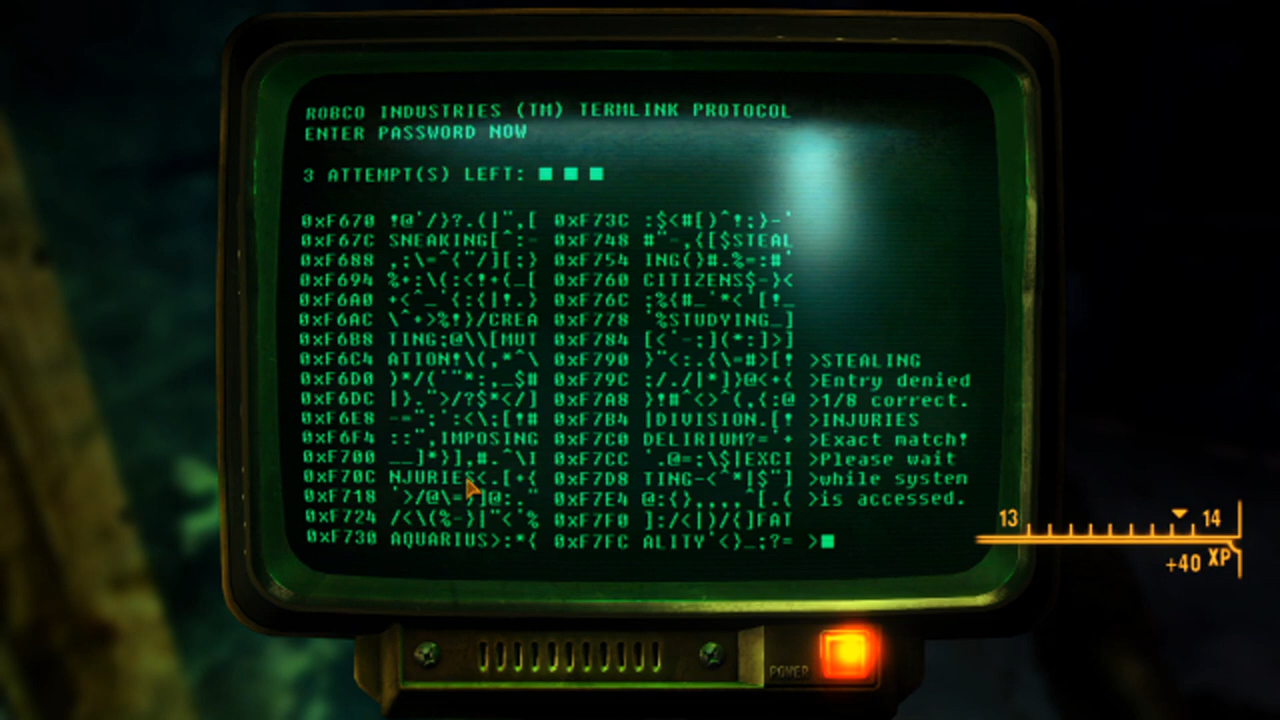 ROBCO INDUSTRIES (TM) TERMLINK PROTOCOL
ENTER PASSWORD NOW
3 ATTEMPT(S) LEFT: ■ ■ ■
0xF670 !@'/}?.(|",[ 0xF73C :$<#[)^!;}-'
0xF67C SNEAKING[^:- 0xF748 #"-,{[$STEAL
0xF688 ,:\=^{"/][:} 0xF754 ING(}#.%=:#'
0xF694 %+:\(:<!+(_[ 0xF760 CITIZENS$-}<
0xF6A0 +<^_'{:{|!.} 0xF76C :%{#_'*<'[!_
0xF6AC \^+>%!}/CREA 0xF778 '%STUDYING_]
0xF6B8 TING;@\\[MUT 0xF784 [<'-;](*:]>]
0xF6C4 ATION!\(,*^\ 0xF790 }"<:.{\=#>[! >STEALING
0xF6D0 }*/('"*:,_$# 0xF79C :/./|*]}@<+{ >Entry denied
0xF6DC |}.">/?$*</] 0xF7A8 }!#^<>^(,{:@ >1/8 correct.
0xF6E8 -=":':<\:[!# 0xF7B4 |DIVISION.[! >INJURIES
0xF6F4 ::",IMPOSING 0xF7C0 DELIRIUM?='+ >Exact match!
0xF700 __]*}],#.^\I 0xF7CC '.@=:\$|EXCI >Please wait
0xF70C NJURIES<.[+{ 0xF7D8 TING-<"*|$"] >while system
0xF718 '>/@\=}]@:." 0xF7E4 @:{},,,,^[.( >is accessed.
0xF724 /<\(%-}|"<'% 0xF7F0 ]:/<|)/{]FAT
0xF730 AQUARIUS>:*{ 0xF7FC ALITY'<}_;?= >■
13 14
+40 XP
POWER